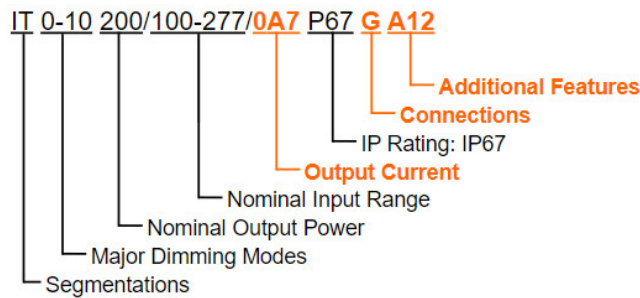 IT 0-10 200/100-277/0A7 P67 G A12
Additional Features
Connections
IP Rating: IP67
Output Current
Nominal Input Range
Nominal Output Power
Major Dimming Modes
Segmentations